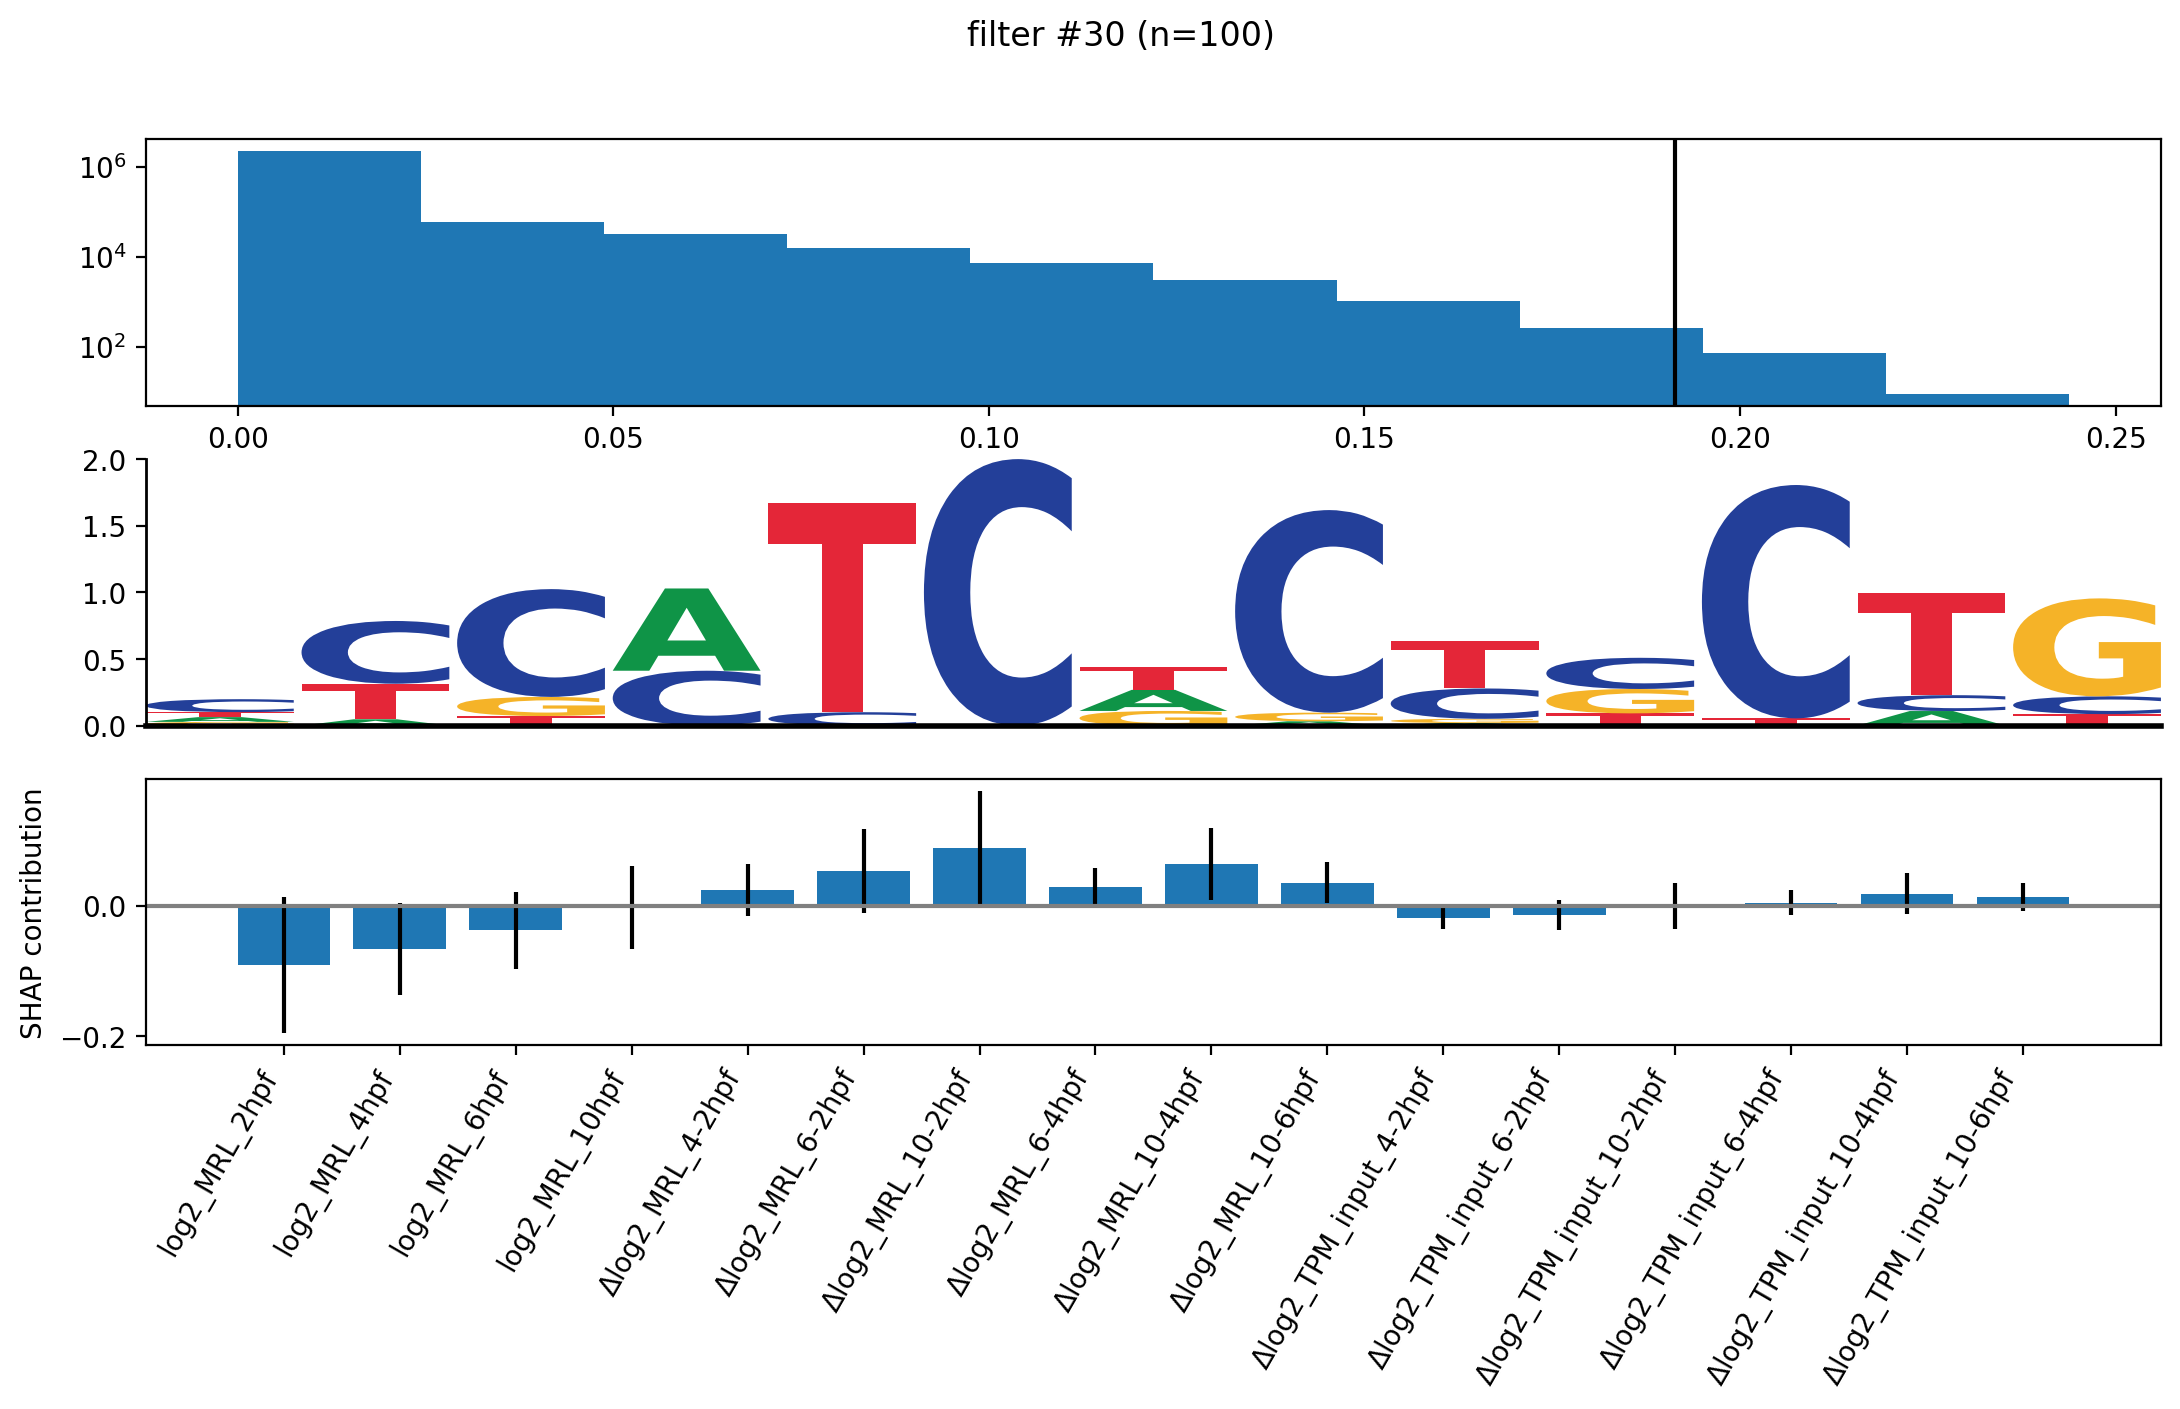 filter #30 (n=100)
10^6
10^4
10^2
0.00 0.05 0.10 0.15 0.20 0.25
2.0
1.5
1.0
0.5
0.0
SHAP contribution
0.0
−0.2
log2_MRL_2hpf
log2_MRL_4hpf
log2_MRL_6hpf
log2_MRL_10hpf
Δlog2_MRL_4-2hpf
Δlog2_MRL_6-2hpf
Δlog2_MRL_10-2hpf
Δlog2_MRL_6-4hpf
Δlog2_MRL_10-4hpf
Δlog2_MRL_10-6hpf
Δlog2_TPM_input_4-2hpf
Δlog2_TPM_input_6-2hpf
Δlog2_TPM_input_10-2hpf
Δlog2_TPM_input_6-4hpf
Δlog2_TPM_input_10-4hpf
Δlog2_TPM_input_10-6hpf